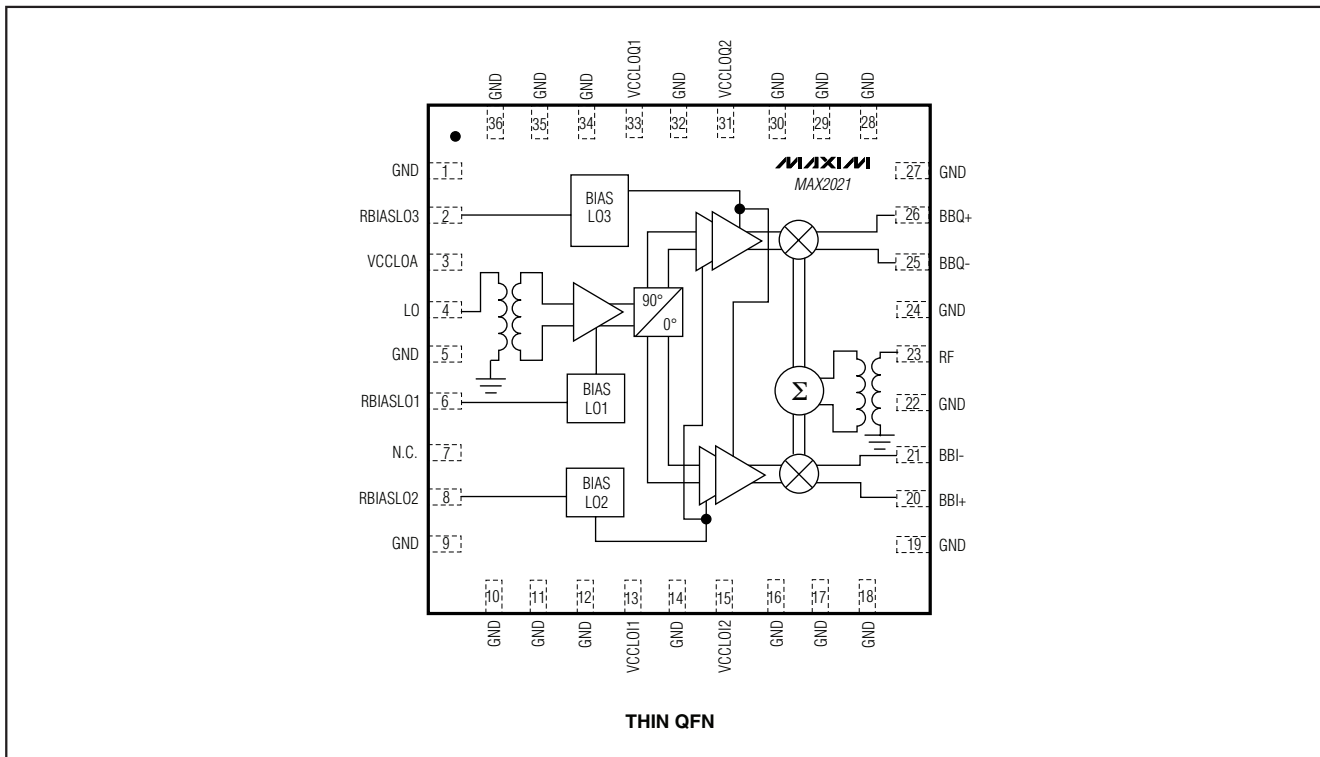 GND GND GND VCCLOQ1 GND VCCLOQ2 GND GND GND
36 35 34 33 32 31 30 29 28
MAXIM
MAX2021
GND 1
27 GND
BIAS
LO3
RBIASLO3 2
26 BBQ+
VCCLOA 3
25 BBQ-
LO 4
90°
0°
24 GND
GND 5
23 RF
BIAS
LO1
Σ
RBIASLO1 6
22 GND
N.C. 7
21 BBI-
BIAS
LO2
RBIASLO2 8
20 BBI+
GND 9
19 GND
10 11 12 13 14 15 16 17 18
GND GND GND VCCLOI1 GND VCCLOI2 GND GND GND
THIN QFN